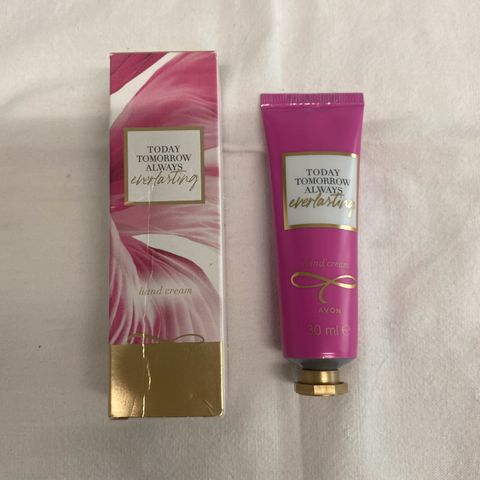 TODAY
TOMORROW
ALWAYS
everlasting
hand cream
TODAY
TOMORROW
ALWAYS
everlasting
hand cream
AVON
30 ml e